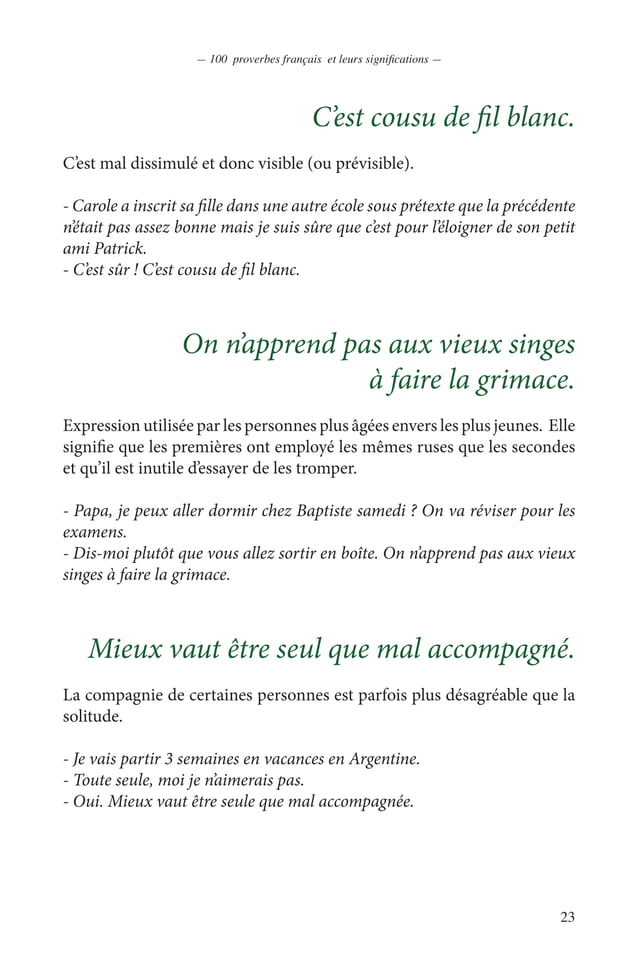 — 100 proverbes français et leurs significations —
C’est cousu de fil blanc.
C’est mal dissimulé et donc visible (ou prévisible).
- Carole a inscrit sa fille dans une autre école sous prétexte que la précédente
n’était pas assez bonne mais je suis sûre que c’est pour l’éloigner de son petit
ami Patrick.
- C’est sûr ! C’est cousu de fil blanc.
On n’apprend pas aux vieux singes
à faire la grimace.
Expression utilisée par les personnes plus âgées envers les plus jeunes. Elle
signifie que les premières ont employé les mêmes ruses que les secondes
et qu’il est inutile d’essayer de les tromper.
- Papa, je peux aller dormir chez Baptiste samedi ? On va réviser pour les
examens.
- Dis-moi plutôt que vous allez sortir en boîte. On n’apprend pas aux vieux
singes à faire la grimace.
Mieux vaut être seul que mal accompagné.
La compagnie de certaines personnes est parfois plus désagréable que la
solitude.
- Je vais partir 3 semaines en vacances en Argentine.
- Toute seule, moi je n’aimerais pas.
- Oui. Mieux vaut être seule que mal accompagnée.
23